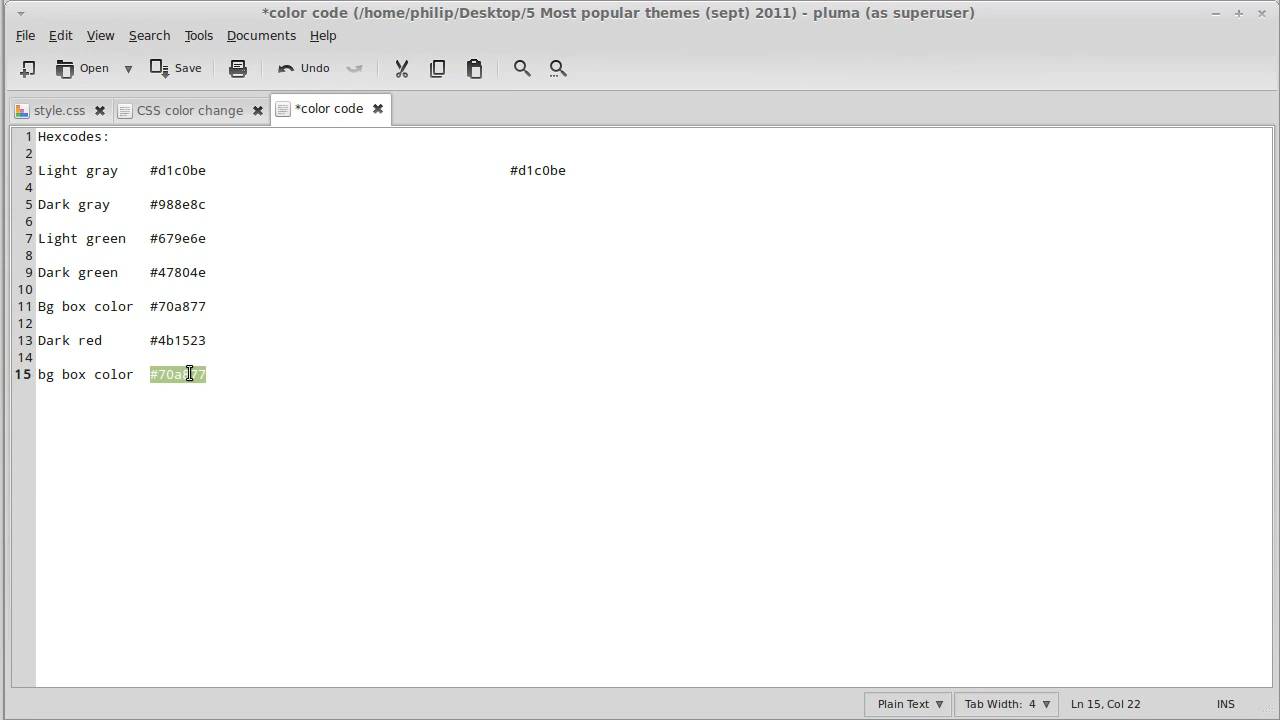 *color code (/home/philip/Desktop/5 Most popular themes (sept) 2011) - pluma (as superuser)
File Edit View Search Tools Documents Help
Open Save Undo
style.css CSS color change *color code
1 Hexcodes:
2
3 Light gray #d1c0be #d1c0be
4
5 Dark gray #988e8c
6
7 Light green #679e6e
8
9 Dark green #47804e
10
11 Bg box color #70a877
12
13 Dark red #4b1523
14
15 bg box color #70a877
Plain Text Tab Width: 4 Ln 15, Col 22 INS